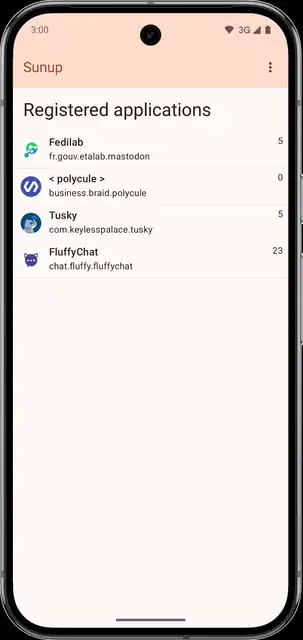 3:00
3G
Sunup
Registered applications
Fedilab
5
fr.gouv.etalab.mastodon
< polycule >
0
business.braid.polycule
Tusky
5
com.keylesspalace.tusky
FluffyChat
23
chat.fluffy.fluffychat